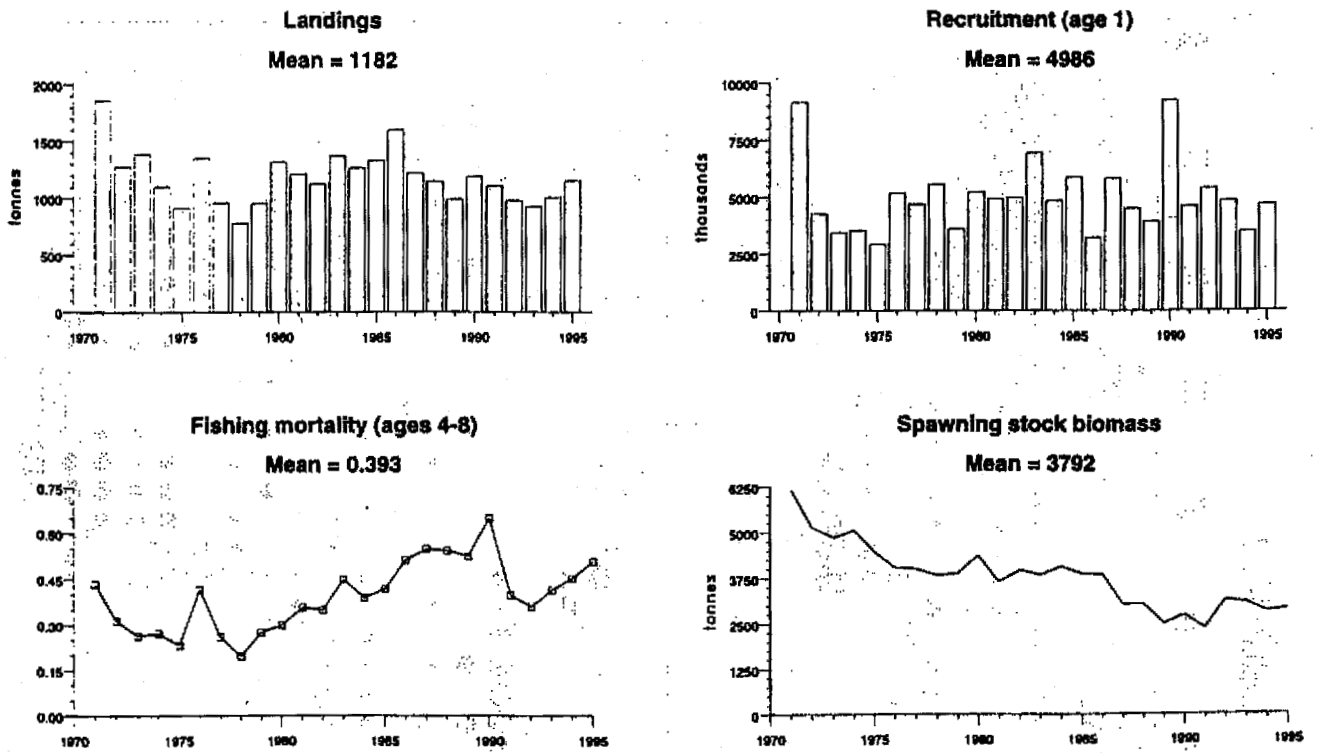 Landings
Mean = 1182
tonnes
2000
1500
1000
500
0
1970 1975 1980 1985 1990 1995
Recruitment (age 1)
Mean = 4986
thousands
10000
7500
5000
2500
0
1970 1975 1980 1985 1990 1995
Fishing mortality (ages 4-8)
Mean = 0.393
0.75
0.60
0.45
0.30
0.15
0.00
1970 1975 1980 1985 1990 1995
Spawning stock biomass
Mean = 3792
tonnes
6250
5000
3750
2500
1250
0
1970 1975 1980 1985 1990 1995